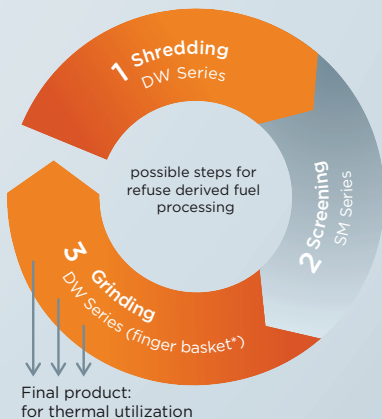 1 Shredding
DW Series
2 Screening
SM Series
3 Grinding
DW Series (finger basket*)
possible steps for
refuse derived fuel
processing
Final product:
for thermal utilization